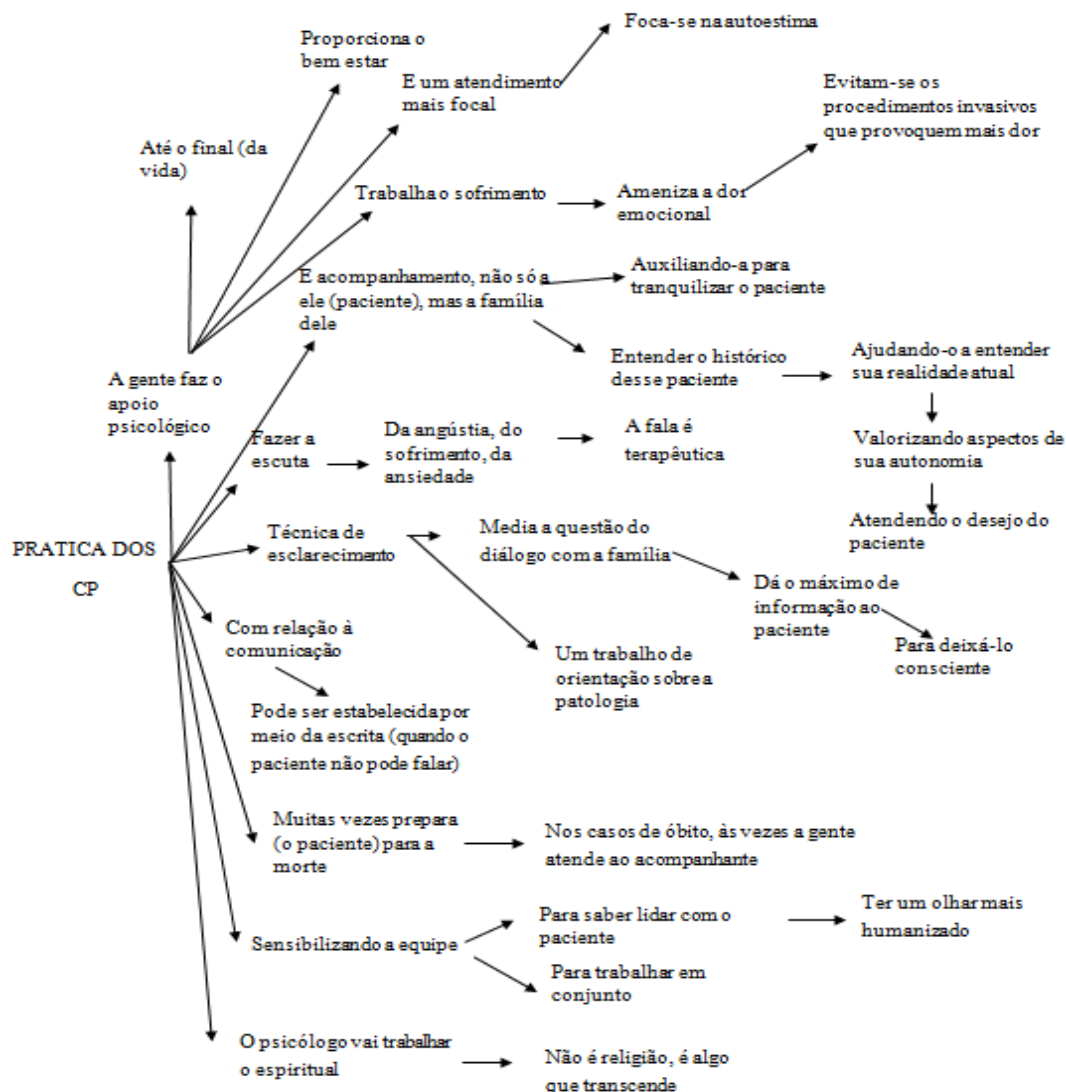 Foca-se na autoestima
Proporciona o
bem estar
E um atendimento
mais focal
Evitam-se os
procedimentos invasivos
que provoquem mais dor
Até o final (da
vida)
Trabalha o sofrimento
Ameniza a dor
emocional
E acompanhamento, não só a
ele (paciente), mas a família
dele
Auxiliando-a para
tranquilizar o paciente
Entender o histórico
desse paciente
Ajudando-o a entender
sua realidade atual
A gente faz o
apoio
psicológico
Fazer a
escuta
Da angústia, do
sofrimento, da
ansiedade
A fala é
terapêutica
Valorizando aspectos de
sua autonomia
Atendendo o desejo do
paciente
PRATICA DOS
CP
Técnica de
esclarecimento
Media a questão do
diálogo com a família
Dá o máximo de
informação ao
paciente
Para deixá-lo
consciente
Com relação à
comunicação
Um trabalho de
orientação sobre a
patologia
Pode ser estabelecida por
meio da escrita (quando o
paciente não pode falar)
Muitas vezes prepara
(o paciente) para a
morte
Nos casos de óbito, às vezes a gente
atende ao acompanhante
Sensibilizando a equipe
Para saber lidar com o
paciente
Ter um olhar mais
humanizado
Para trabalhar em
conjunto
O psicólogo vai trabalhar
o espiritual
Não é religião, é algo
que transcende